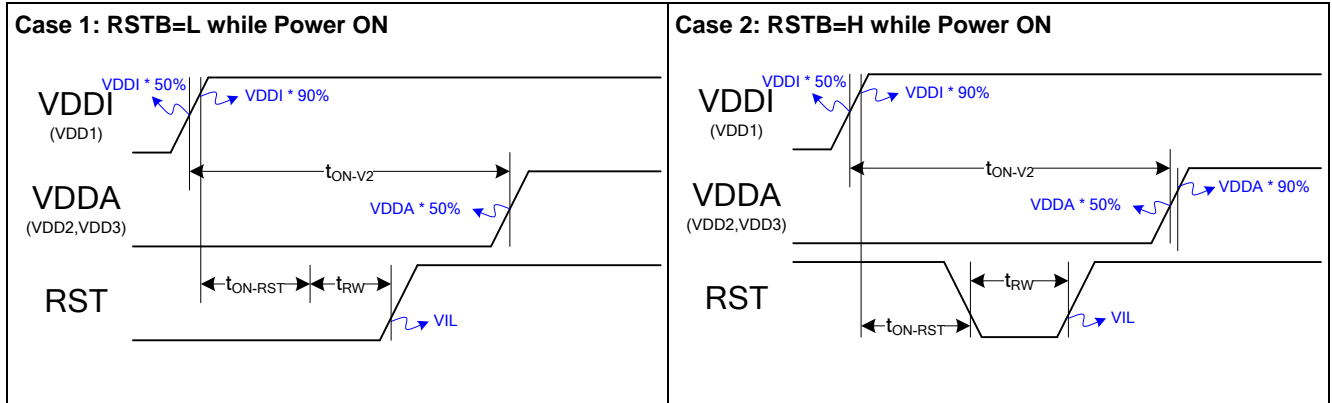 Case 1: RSTB=L while Power ON
VDDI * 50%
VDDI * 90%
VDDI
(VDD1)
tON-V2
VDDA
(VDD2,VDD3)
VDDA * 50%
tON-RST
tRW
RST
VIL
Case 2: RSTB=H while Power ON
VDDI * 50%
VDDI * 90%
VDDI
(VDD1)
tON-V2
VDDA
(VDD2,VDD3)
VDDA * 90%
VDDA * 50%
RST
tRW
VIL
tON-RST